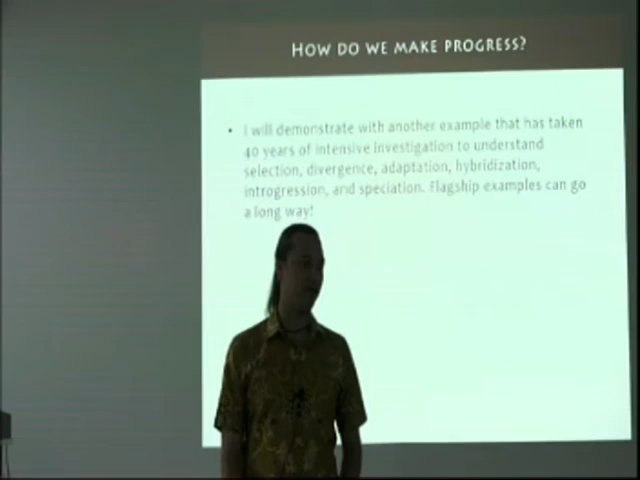 HOW DO WE MAKE PROGRESS?
• I will demonstrate with another example that has taken
40 years of intensive investigation to understand
selection, divergence, adaptation, hybridization,
introgression, and speciation. Flagship examples can go
a long way!